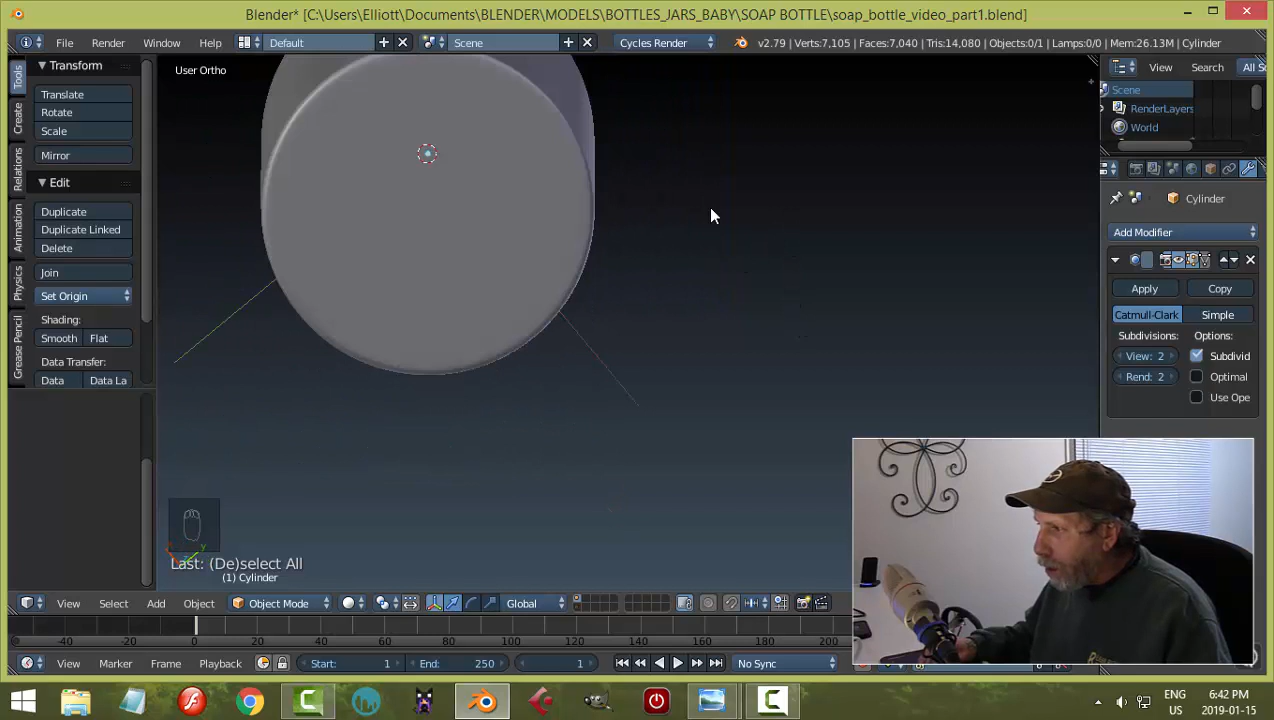 Blender* [C:\Users\Elliott\Documents\BLENDER\MODELS\BOTTLES_JARS_BABY\SOAP BOTTLE\soap_bottle_video_part1.blend]
File Render Window Help Default Scene Cycles Render v2.79 | Verts:7,105 | Faces:7,040 | Tris:14,080 | Objects:0/1 | Lamps:0/0 | Mem:26.13M | Cylinder
Tools
Create
Relations
Animation
Physics
Grease Pencil
Transform
Translate
Rotate
Scale
Mirror
Edit
Duplicate
Duplicate Linked
Delete
Join
Set Origin
Shading:
Smooth Flat
Data Transfer:
Data Data La
User Ortho
Last: (De)select All
(1) Cylinder
View Search All Sc
Scene
RenderLayers
World
Cylinder
Add Modifier
Apply Copy
Catmull-Clark Simple
Subdivisions: Options:
View: 2 Subdivid
Rend: 2 Optimal
Use Ope
View Select Add Object Object Mode Global
-40 -20 0 20 40 60 80 100 120 140 160 180 200
View Marker Frame Playback Start: 1 End: 250 1 No Sync
ENG 6:42 PM
US 2019-01-15